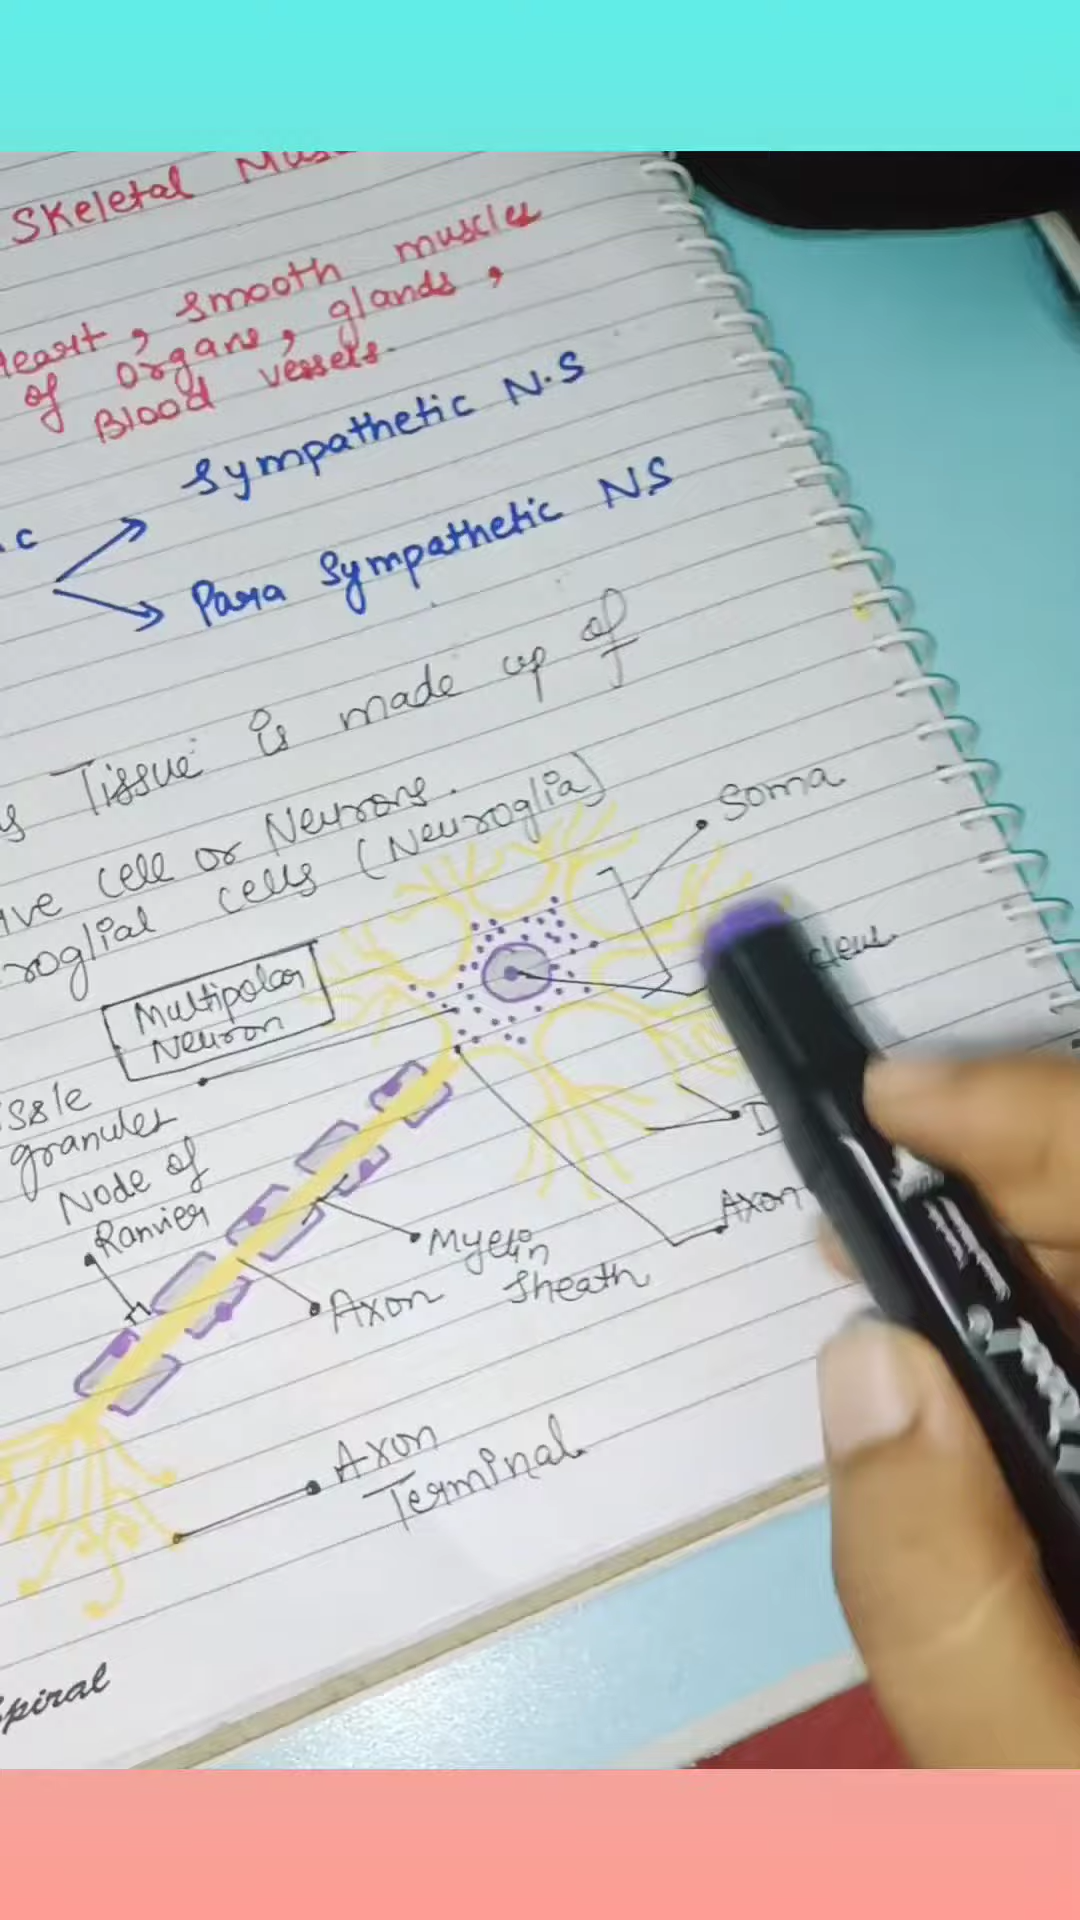 Skeletal
Heart, smooth muscles
of organs, glands,
Blood vessels.
Sympathetic N.S
Para Sympathetic N.S
Tissue is made up of
cell or Neurons.
cells (Neuroglia)
Soma
Multipolar
Neuron
granules
Node of
Ranvier
Myelin
Sheath
Axon
Axon
Axon
Terminal
Spiral